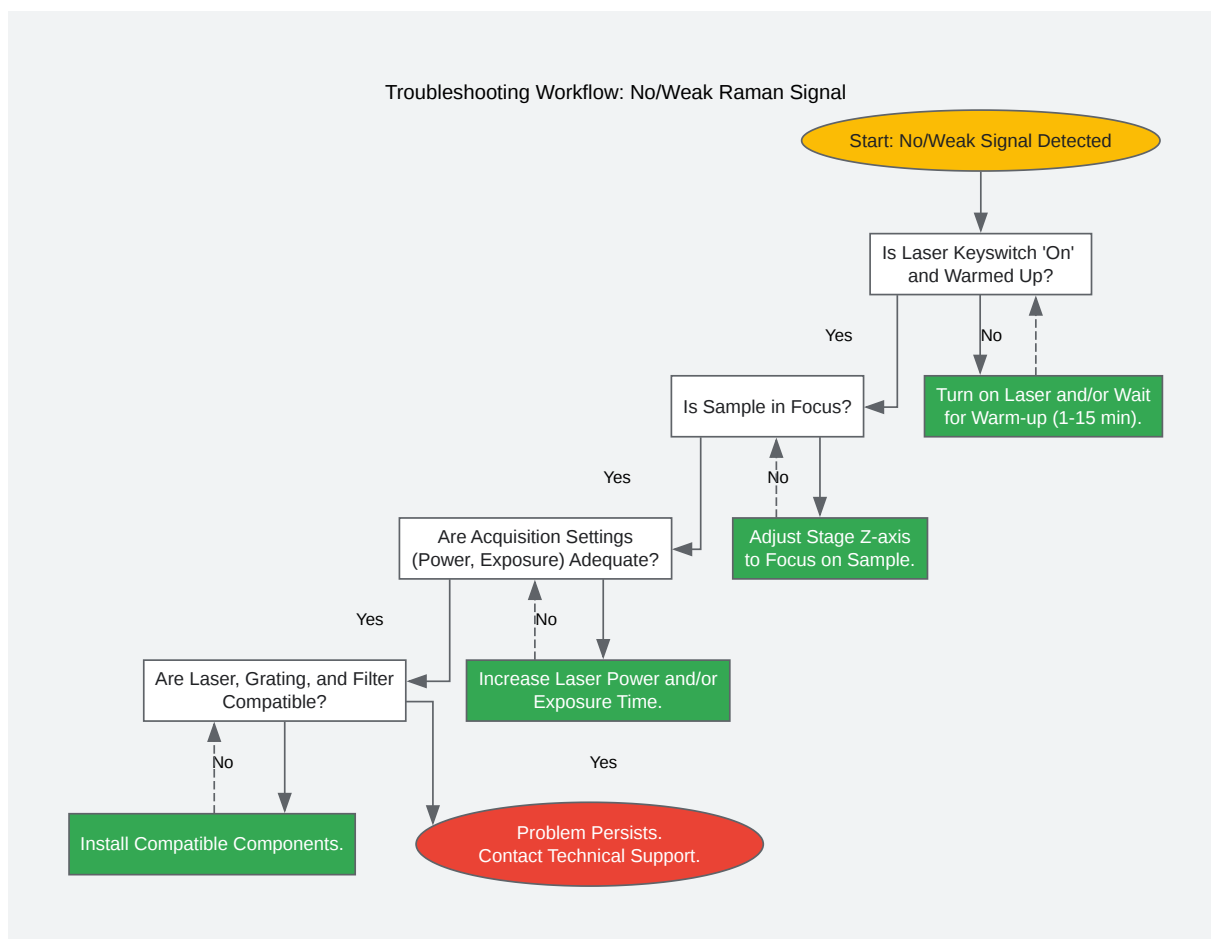 Troubleshooting Workflow: No/Weak Raman Signal
Start: No/Weak Signal Detected
Is Laser Keyswitch 'On'
and Warmed Up?
Yes
No
Is Sample in Focus?
Turn on Laser and/or Wait
for Warm-up (1-15 min).
Yes
No
Are Acquisition Settings
(Power, Exposure) Adequate?
Adjust Stage Z-axis
to Focus on Sample.
Yes
No
Are Laser, Grating, and Filter
Compatible?
Increase Laser Power and/or
Exposure Time.
No
Yes
Install Compatible Components.
Problem Persists.
Contact Technical Support.